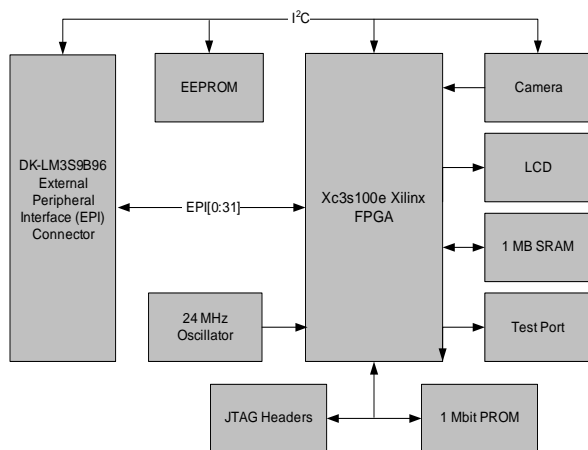 I²C
EEPROM
Camera
DK-LM3S9B96
External
Peripheral
Interface (EPI)
Connector
EPI[0:31]
Xc3s100e Xilinx
FPGA
LCD
1 MB SRAM
24 MHz
Oscillator
Test Port
JTAG Headers
1 Mbit PROM